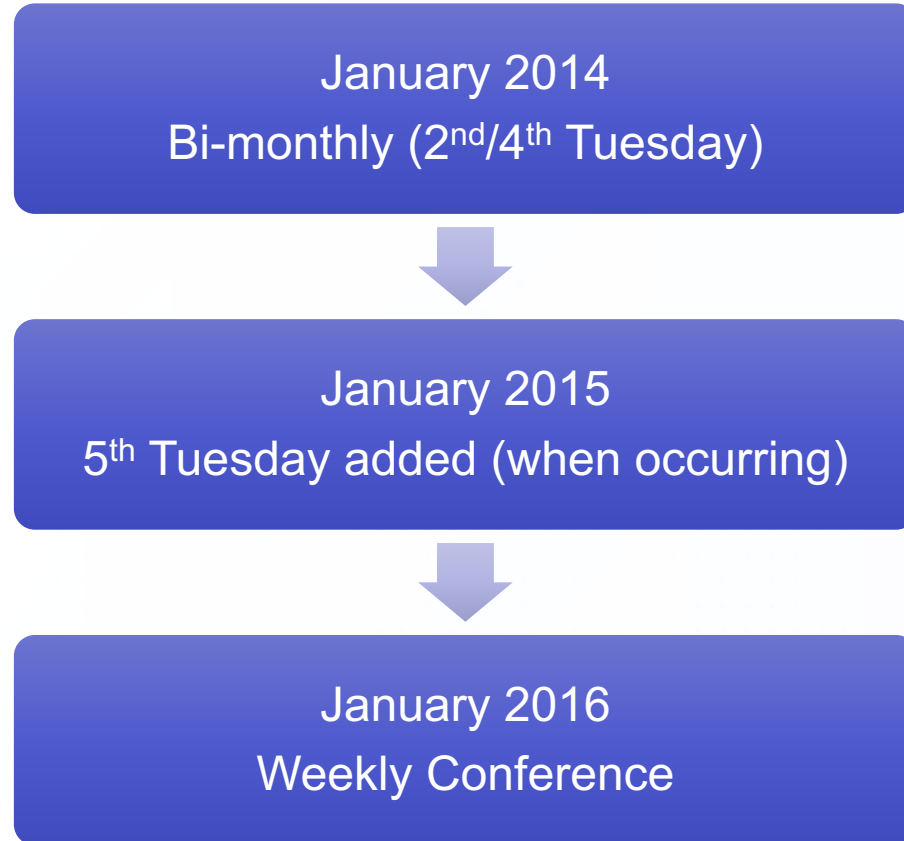 January 2014
Bi-monthly (2nd/4th Tuesday)
January 2015
5th Tuesday added (when occurring)
January 2016
Weekly Conference